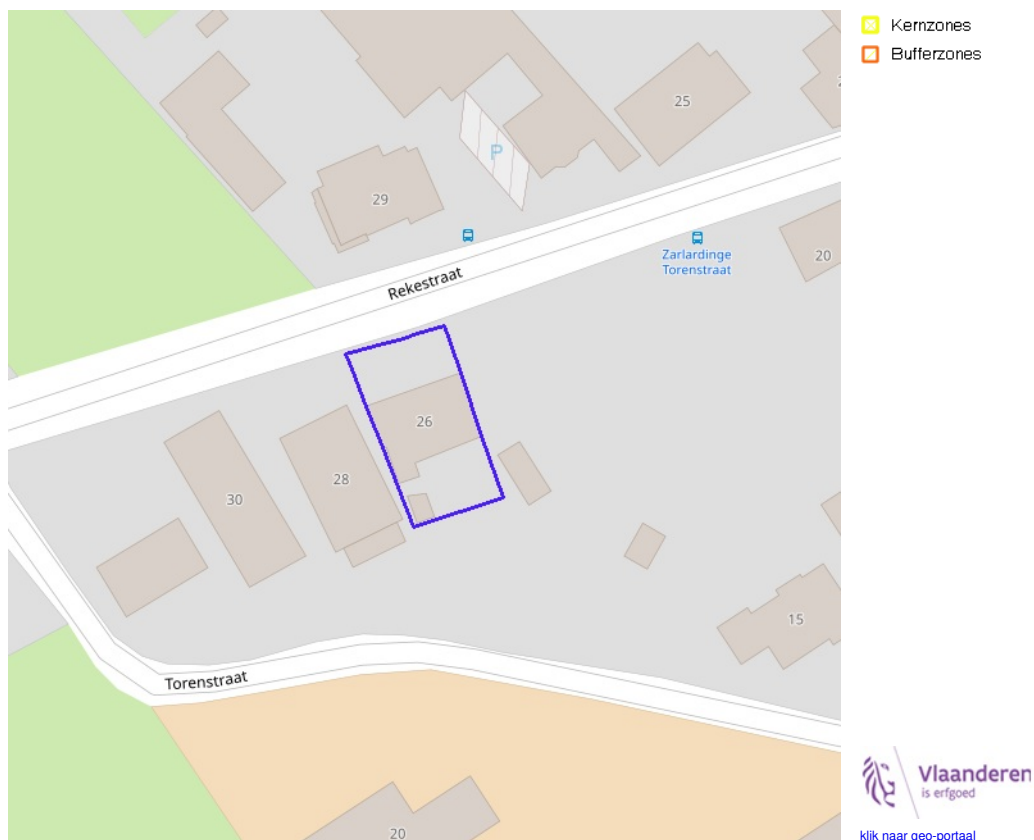 Kernzones
Bufferzones
25
P
29
Zarlardinge
Torenstraat
20
Rekestraat
26
28
30
15
Torenstraat
20
Vlaanderen
is erfgoed
klik naar geo-portaal